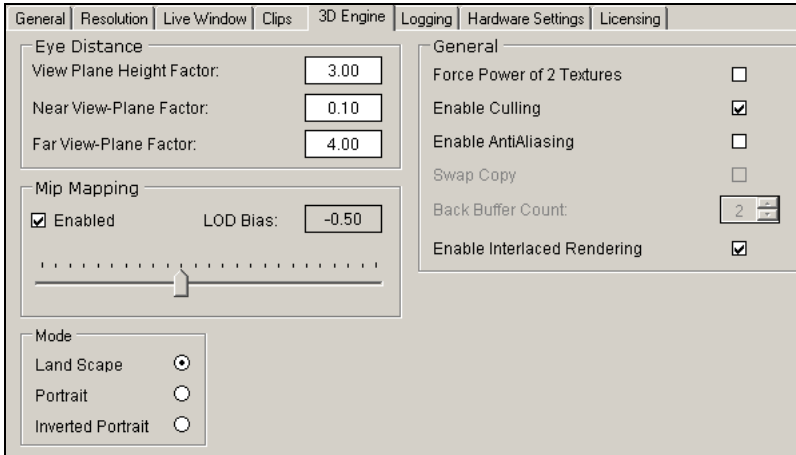 General Resolution Live Window Clips 3D Engine Logging Hardware Settings Licensing
Eye Distance
View Plane Height Factor: 3.00
Near View-Plane Factor: 0.10
Far View-Plane Factor: 4.00
Mip Mapping
Enabled LOD Bias: -0.50
Mode
Land Scape
Portrait
Inverted Portrait
General
Force Power of 2 Textures
Enable Culling
Enable AntiAliasing
Swap Copy
Back Buffer Count: 2
Enable Interlaced Rendering